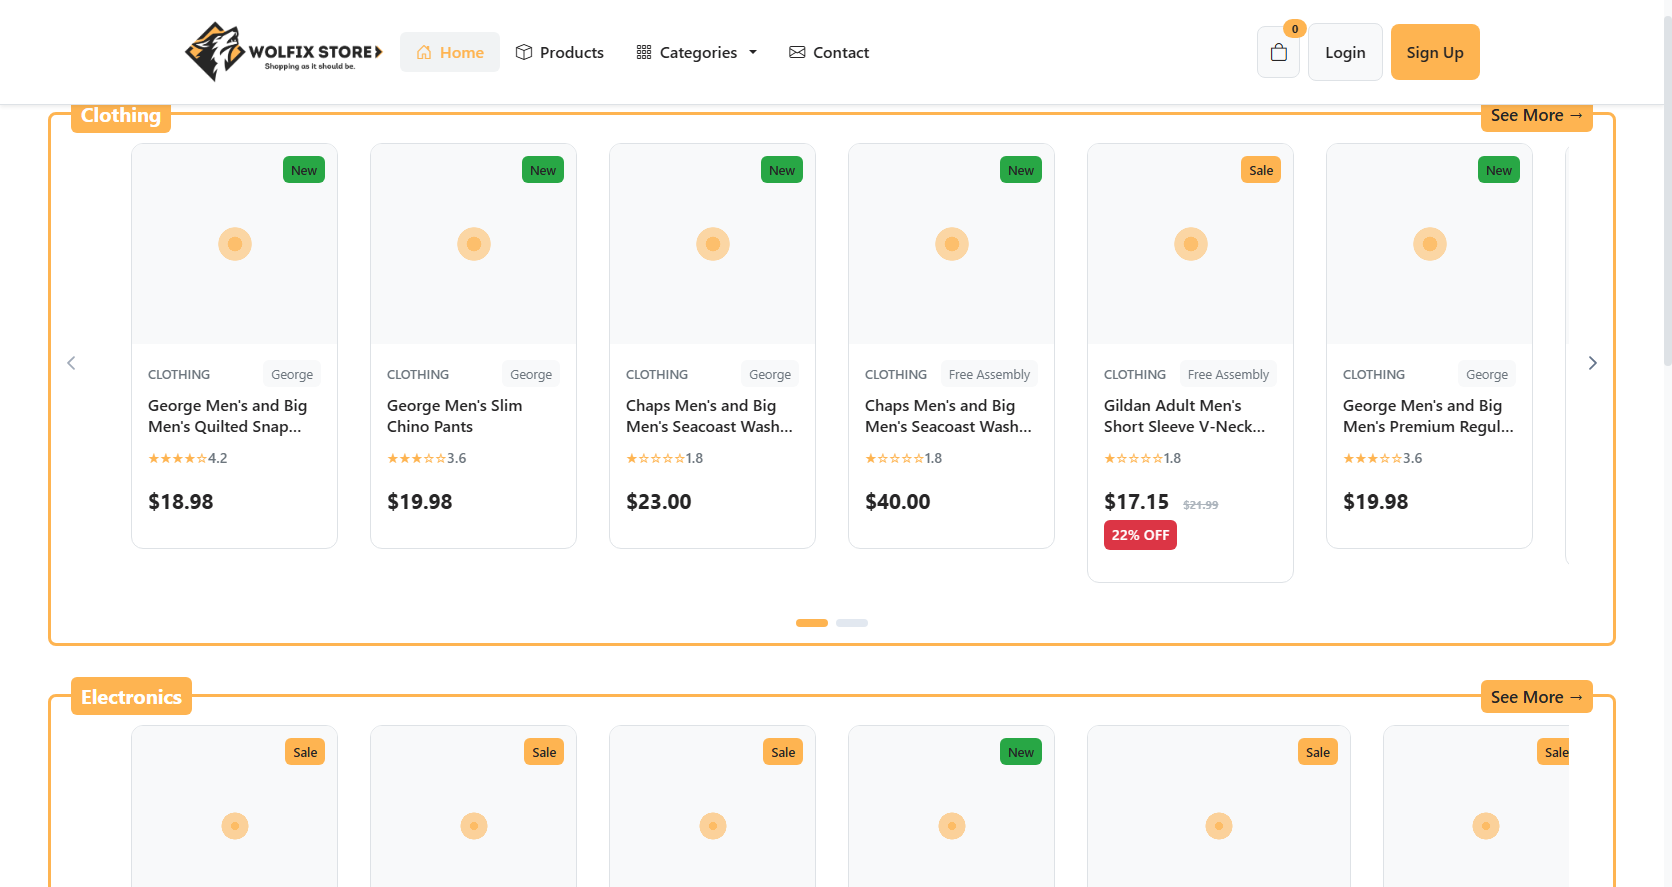 WOLFIX STORE
Shopping as it should be.
Home
Products
Categories
Contact
0
Login
Sign Up
Clothing
See More →
New
CLOTHING
George
George Men's and Big
Men's Quilted Snap...
★★★★☆4.2
$18.98
New
CLOTHING
George
George Men's Slim
Chino Pants
★★★☆☆3.6
$19.98
New
CLOTHING
George
Chaps Men's and Big
Men's Seacoast Wash...
★☆☆☆☆1.8
$23.00
New
CLOTHING
Free Assembly
Chaps Men's and Big
Men's Seacoast Wash...
★☆☆☆☆1.8
$40.00
Sale
CLOTHING
Free Assembly
Gildan Adult Men's
Short Sleeve V-Neck...
★☆☆☆☆1.8
$17.15 $21.99
22% OFF
New
CLOTHING
George
George Men's and Big
Men's Premium Regul...
★★★☆☆3.6
$19.98
Electronics
See More →
Sale
Sale
Sale
New
Sale
Sale